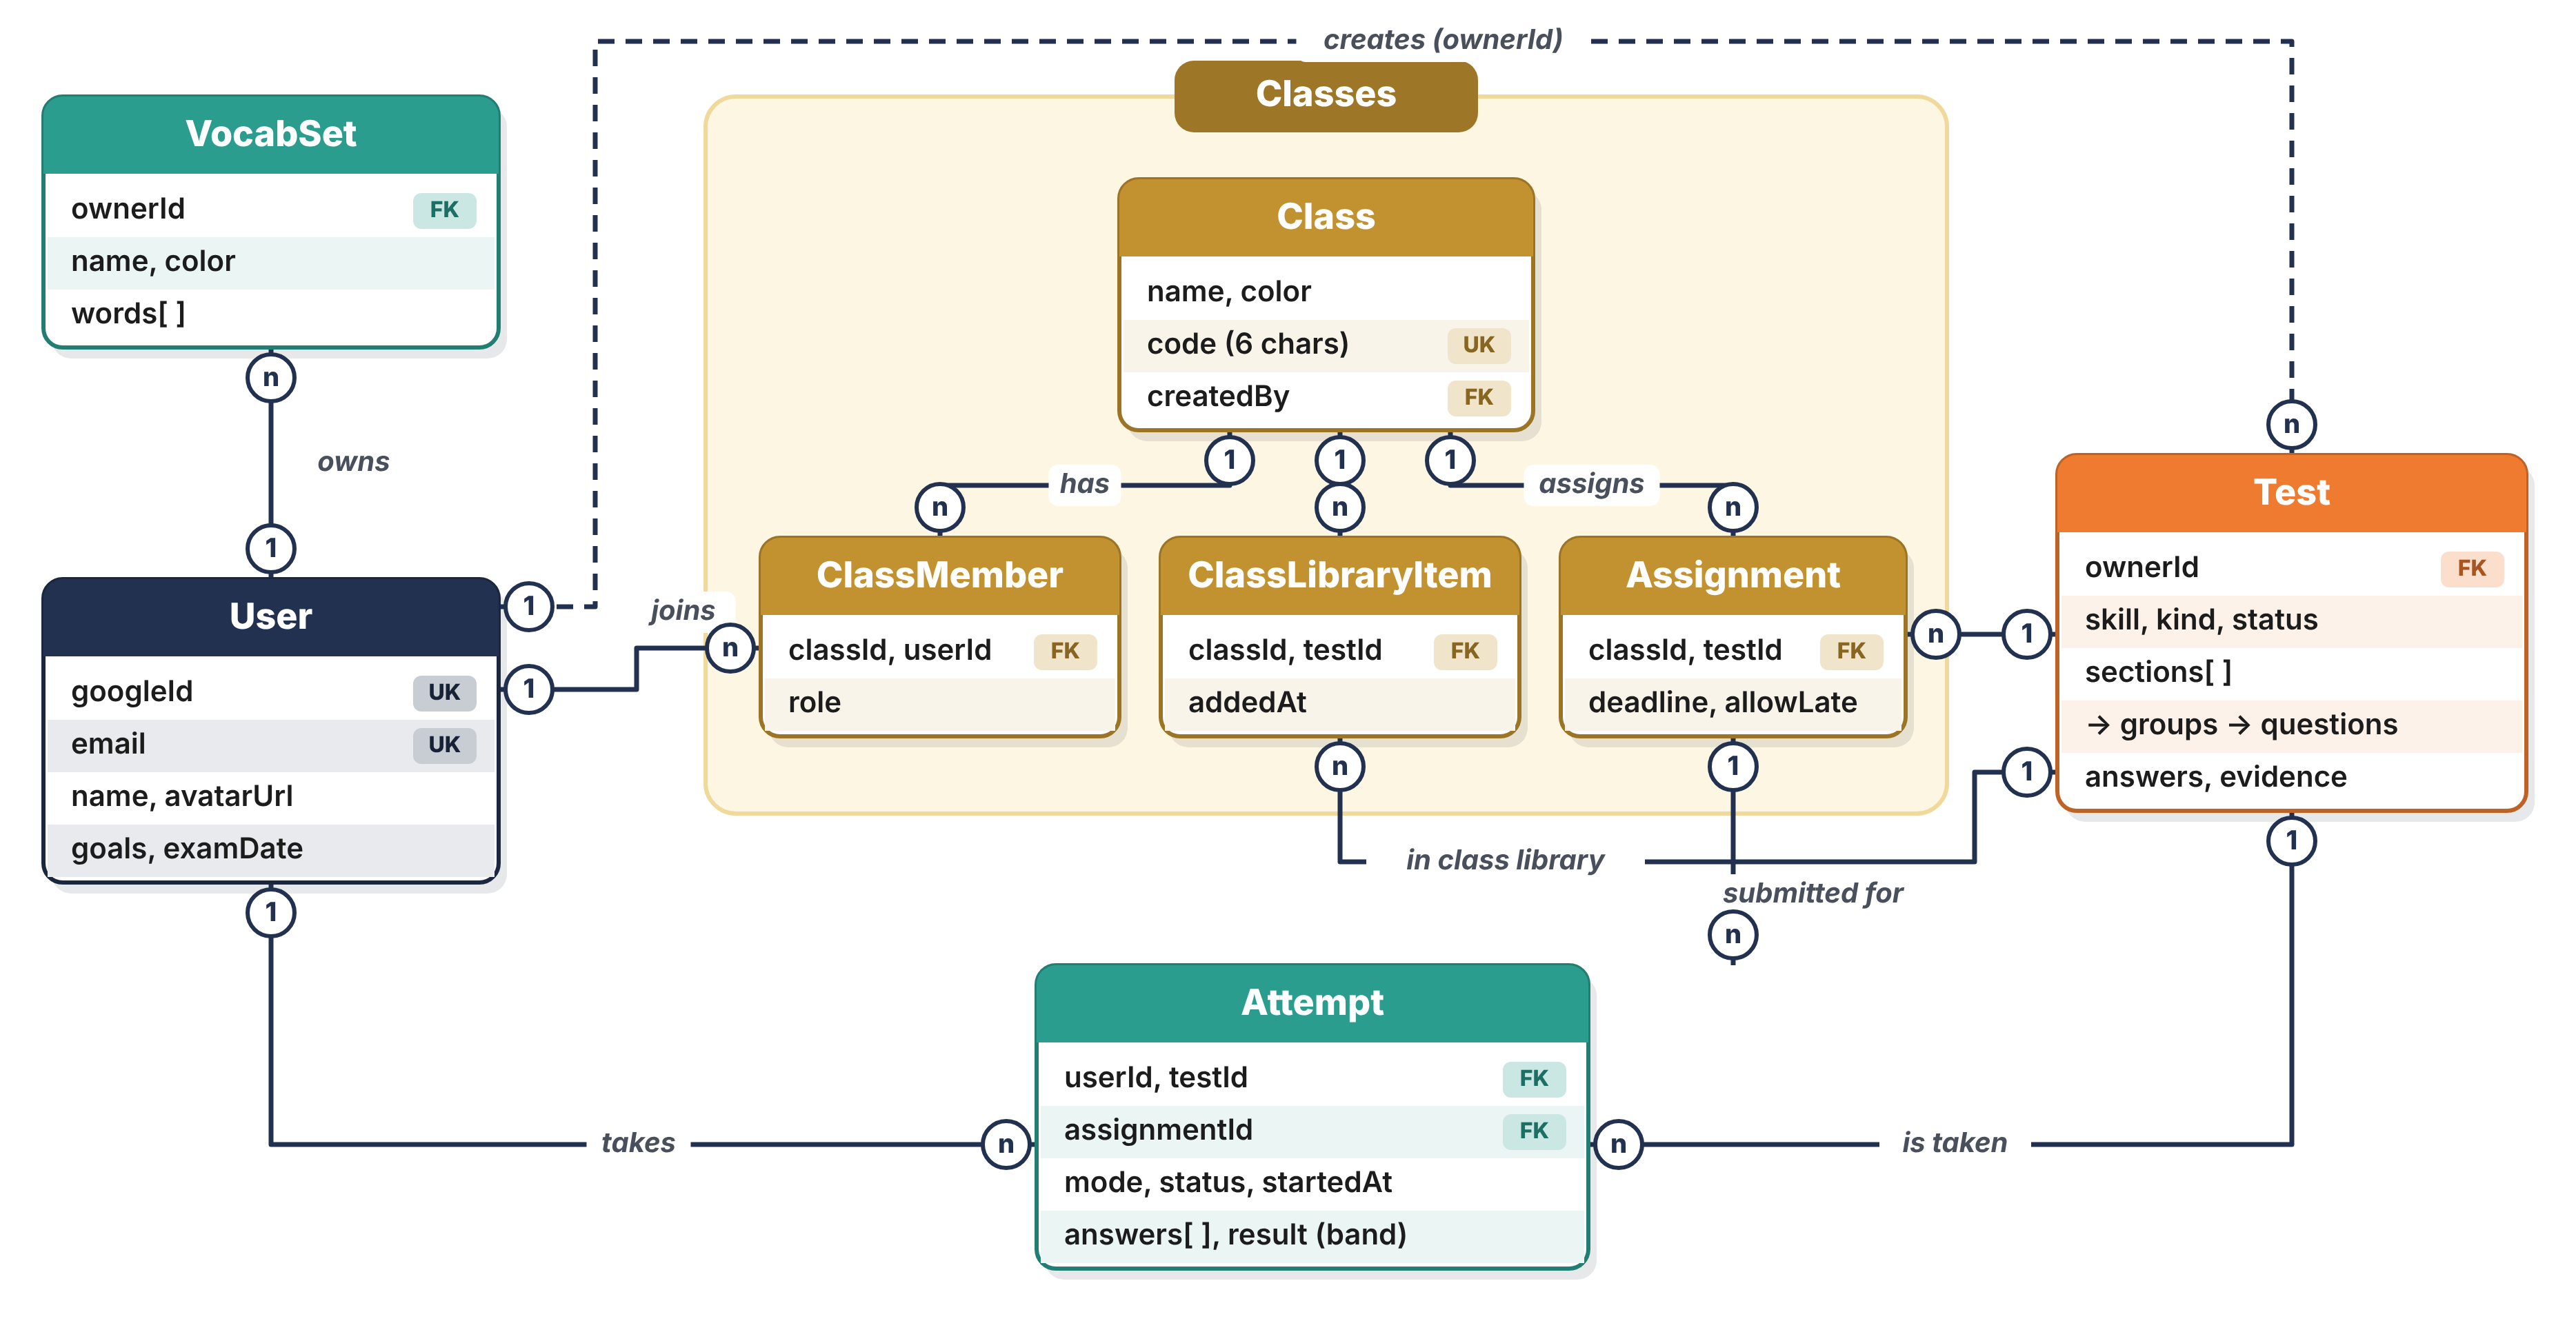 creates (ownerId)
Classes
VocabSet
ownerId FK
name, color
words[ ]
n
owns
1
Class
name, color
code (6 chars) UK
createdBy FK
1 1 1
has
assigns
n n n
n
User
googleId UK
email UK
name, avatarUrl
goals, examDate
1
1
joins
n
ClassMember
classId, userId FK
role
ClassLibraryItem
classId, testId FK
addedAt
Assignment
classId, testId FK
deadline, allowLate
n 1
Test
ownerId FK
skill, kind, status
sections[ ]
→ groups → questions
answers, evidence
n
1
1
in class library
submitted for
n
1
1
1
takes
n
Attempt
userId, testId FK
assignmentId FK
mode, status, startedAt
answers[ ], result (band)
n
is taken